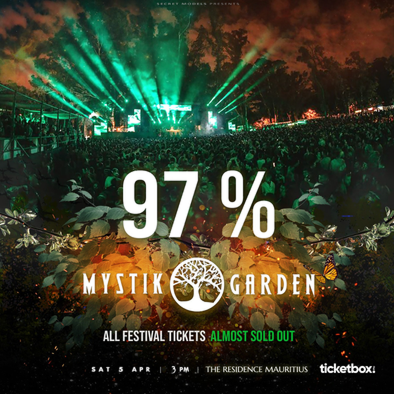 SECRET MONKEY PRESENTS
97 %
MYSTIK GARDEN
ALL FESTIVAL TICKETS ALMOST SOLD OUT
SAT 5 APR | 3 PM | THE RESIDENCE MAURITIUS ticketbox